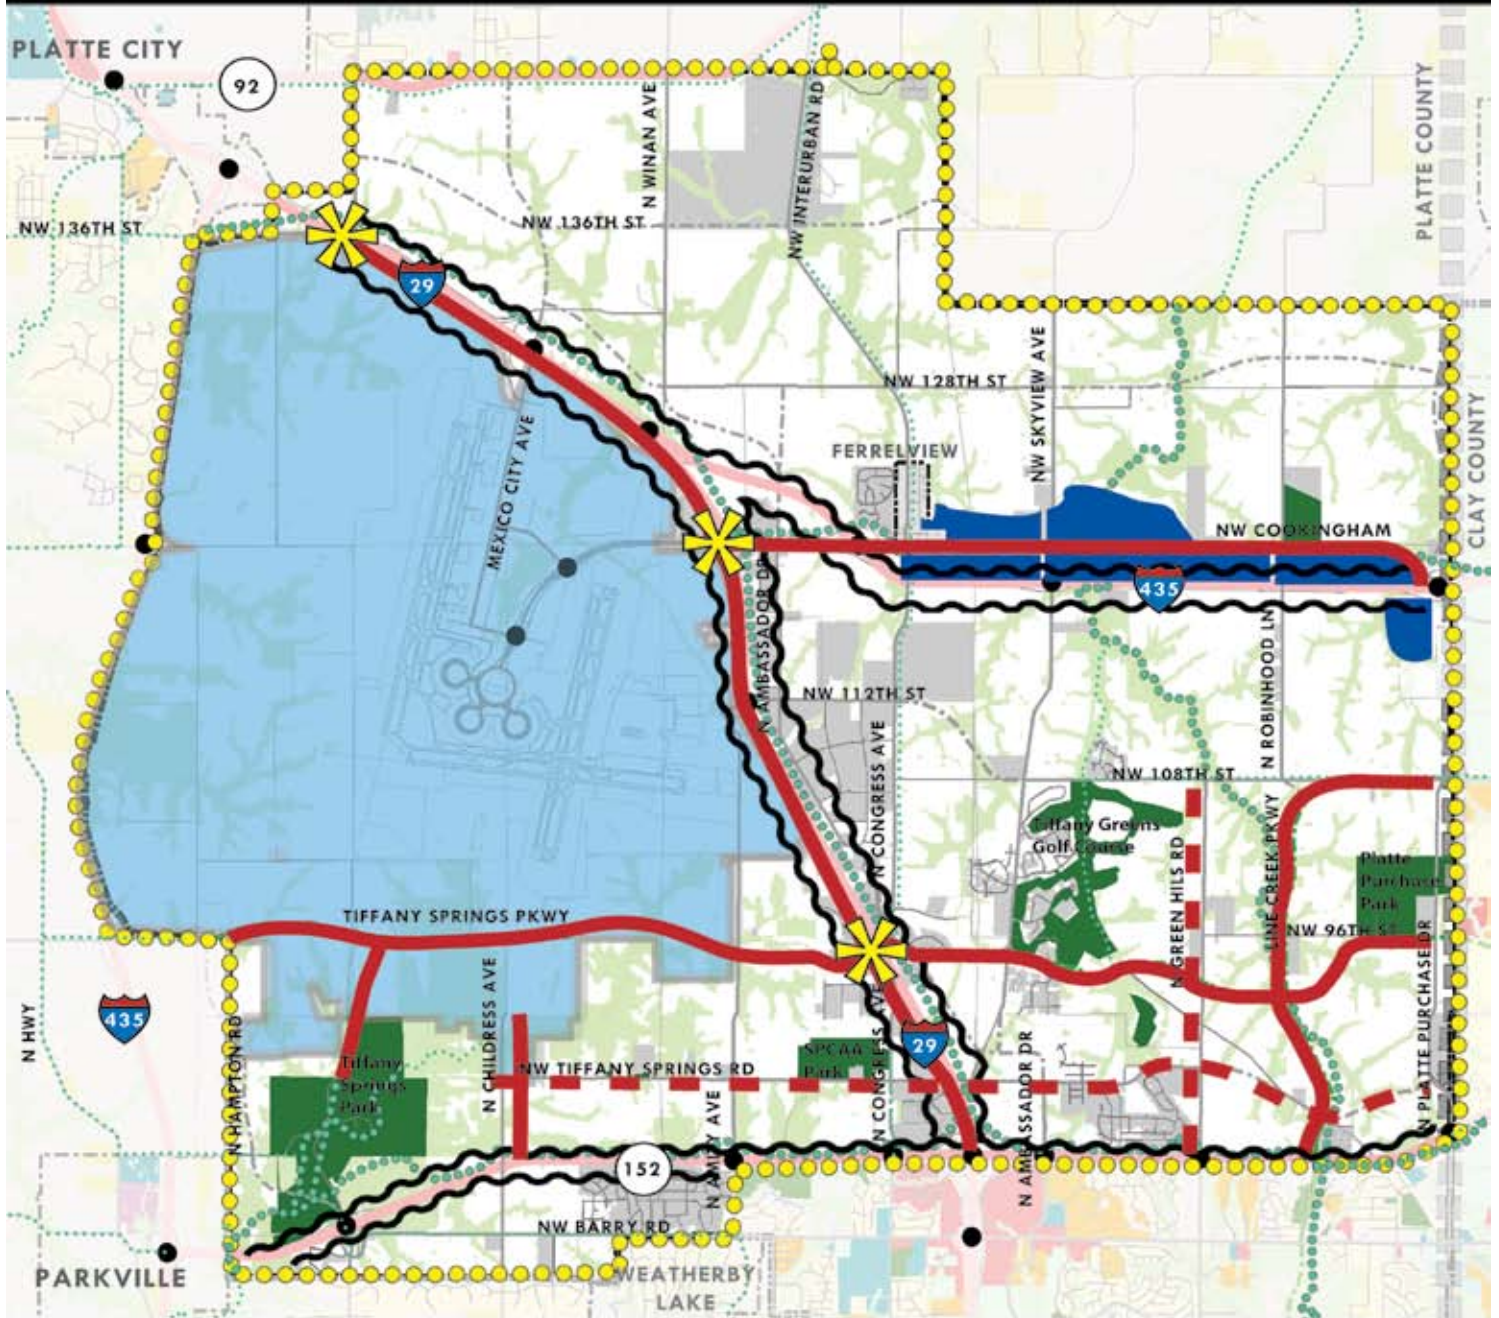 PLATTE CITY
92
N WINAN AVE
NW INTERURBAN RD
PLATTE COUNTY
NW 136TH ST
NW 136TH ST
29
NW 128TH ST
NW SKYVIEW AVE
CLAY COUNTY
FERRELVIEW
MEXICO CITY AVE
NW COOKINGHAM
435
N AMBASSADOR DR
NW 112TH ST
N ROBINHOOD LN
NW 108TH ST
N CONGRESS AVE
Tiffany Greens
Golf Course
N GREEN HILS RD
LINE CREEK PKWY
Platte
Purchase
Park
TIFFANY SPRINGS PKWY
NW 96TH ST
N PLATTE PURCHASE DR
N HWY
435
N HAMPTON RD
N CHILDRESS AVE
29
Tiffany
Springs
Park
NW TIFFANY SPRINGS RD
SPCAA
Park
N CONGRESS AVE
N AMBASSADOR DR
N AMITY AVE
152
NW BARRY RD
PARKVILLE
WEATHERBY
LAKE